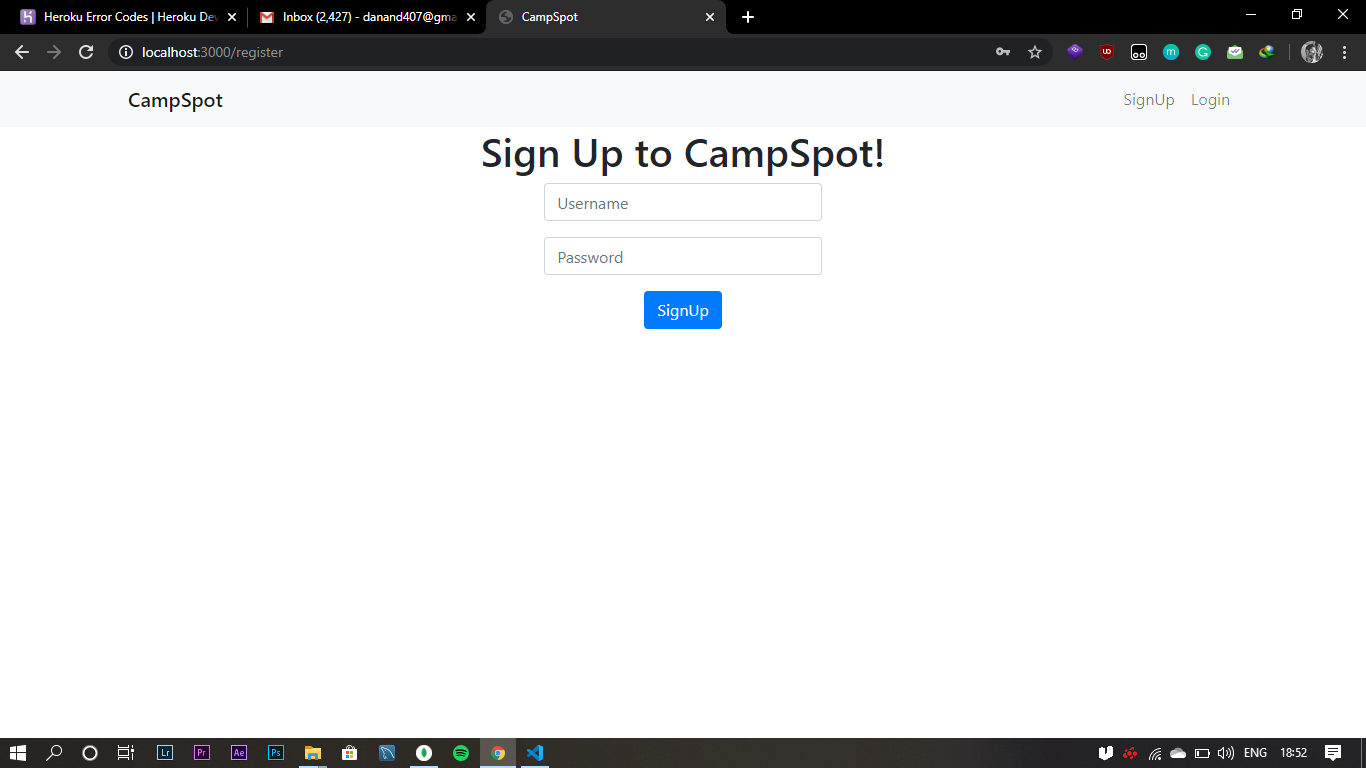 Heroku Error Codes | Heroku Dev
Inbox (2,427) - danand407@gma
CampSpot
localhost:3000/register
CampSpot
SignUp
Login
Sign Up to CampSpot!
Username
Password
SignUp
Lr
Pr
Ae
Ps
ENG
18:52